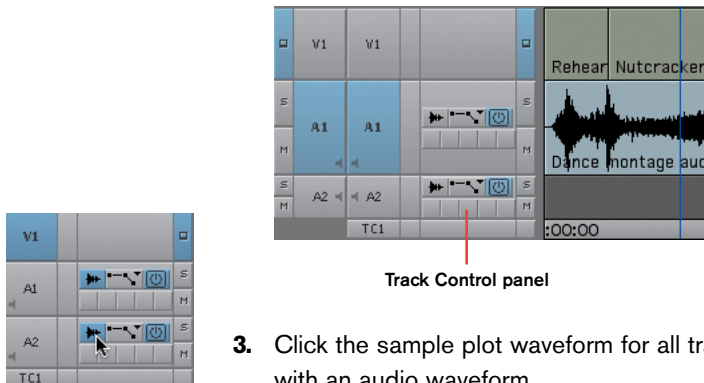 V1 V1
Rehear Nutcracker
S
A1 A1
M
Dance montage aud
S
A2 A2
M
TC1 :00:00
Track Control panel
V1
A1 S
M
A2 S
M
TC1
3. Click the sample plot waveform for all tra
with an audio waveform